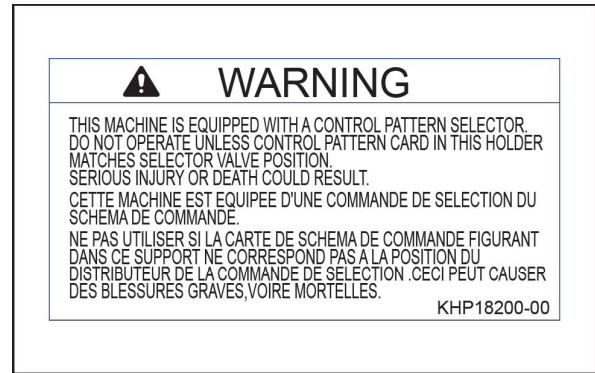 WARNING
THIS MACHINE IS EQUIPPED WITH A CONTROL PATTERN SELECTOR.
DO NOT OPERATE UNLESS CONTROL PATTERN CARD IN THIS HOLDER
MATCHES SELECTOR VALVE POSITION.
SERIOUS INJURY OR DEATH COULD RESULT.
CETTE MACHINE EST EQUIPEE D'UNE COMMANDE DE SELECTION DU
SCHEMA DE COMMANDE.
NE PAS UTILISER SI LA CARTE DE SCHEMA DE COMMANDE FIGURANT
DANS CE SUPPORT NE CORRESPOND PAS A LA POSITION DU
DISTRIBUTEUR DE LA COMMANDE DE SELECTION .CECI PEUT CAUSER
DES BLESSURES GRAVES,VOIRE MORTELLES.
KHP18200-00